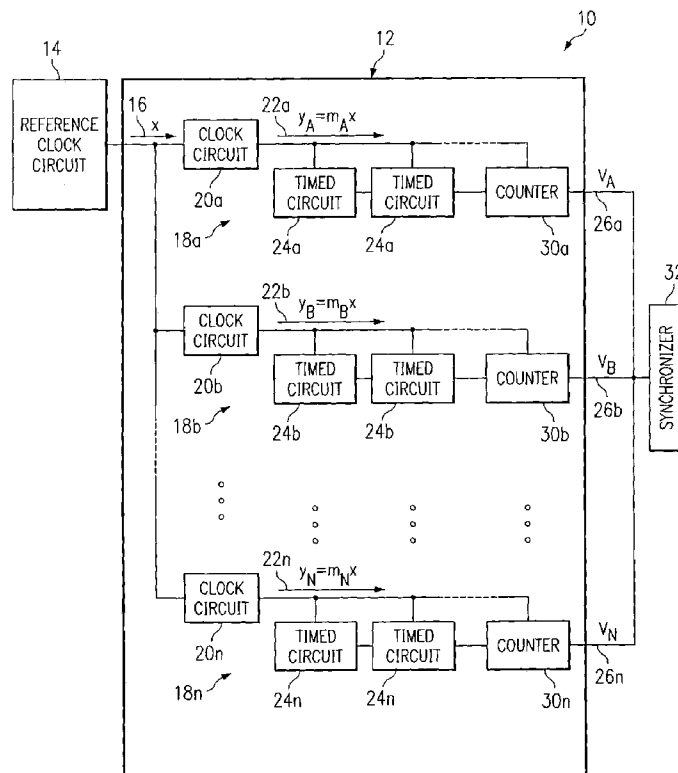 10
12
14
REFERENCE
CLOCK
CIRCUIT
16
x
CLOCK
CIRCUIT
20a
22a
y_A=m_Ax
TIMED
CIRCUIT
24a
TIMED
CIRCUIT
24a
COUNTER
30a
V_A
26a
18a
32
SYNCHRONIZER
CLOCK
CIRCUIT
20b
22b
y_B=m_Bx
TIMED
CIRCUIT
24b
TIMED
CIRCUIT
24b
COUNTER
30b
V_B
26b
18b
CLOCK
CIRCUIT
20n
22n
y_N=m_Nx
TIMED
CIRCUIT
24n
TIMED
CIRCUIT
24n
COUNTER
30n
V_N
26n
18n